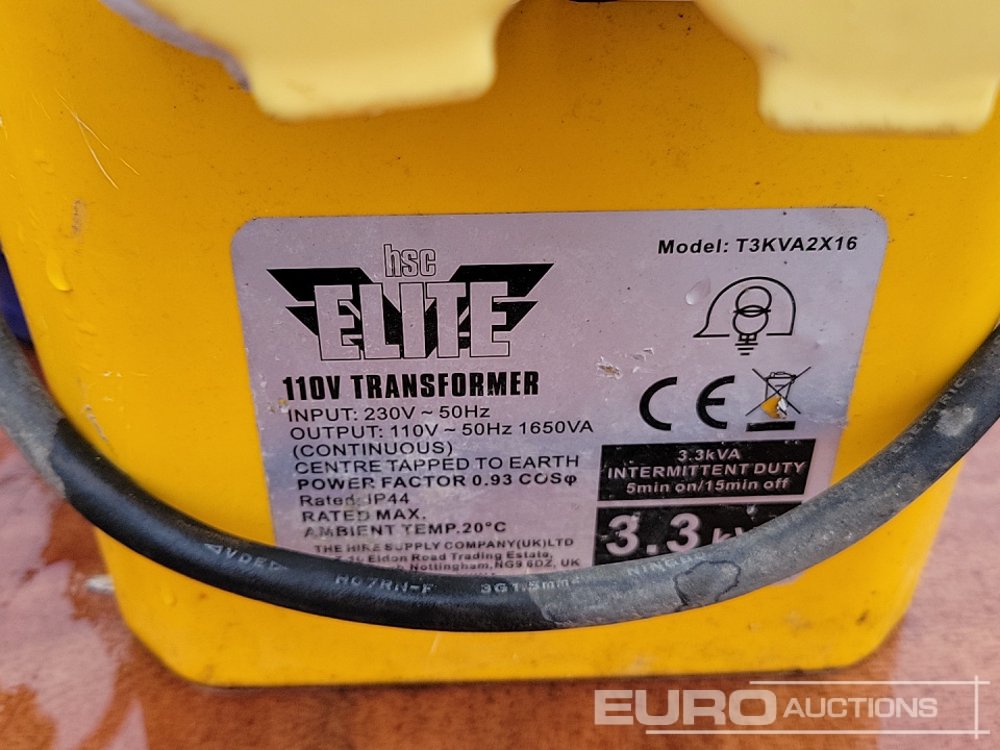 hsc
ELITE
Model: T3KVA2X16
110V TRANSFORMER
INPUT: 230V ~ 50Hz
OUTPUT: 110V ~ 50Hz 1650VA
(CONTINUOUS)
CENTRE TAPPED TO EARTH
POWER FACTOR 0.93 COSφ
Rated: IP44
RATED MAX.
AMBIENT TEMP.20°C
THE HIRE SUPPLY COMPANY(UK)LTD
Eldon Road Trading Estate,
Nottingham,NG9 6DZ, UK
CE
3.3kVA
INTERMITTENT DUTY
5min on/15min off
3.3
VDE H07RN-F 3G1.5mm²
EURO AUCTIONS